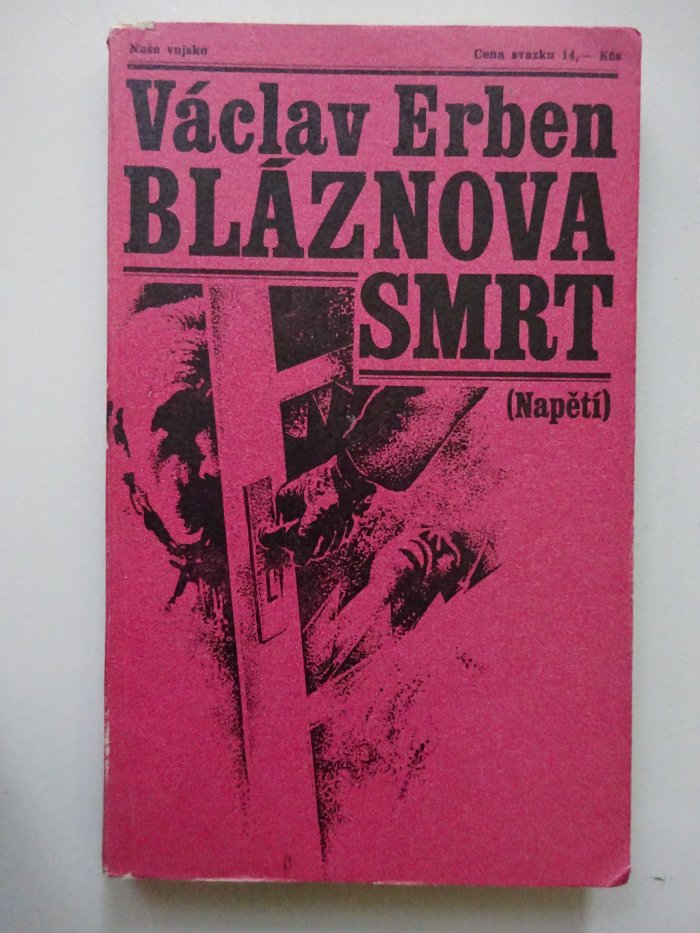 Naše vojsko
Cena svazku 14,— Kčs
Václav Erben
BLÁZNOVA
SMRT
(Napětí)